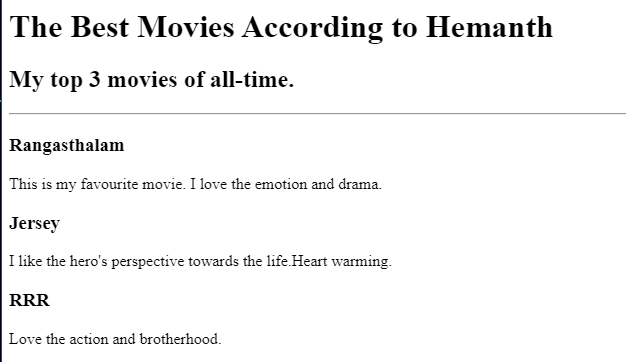 The Best Movies According to Hemanth
My top 3 movies of all-time.
Rangasthalam
This is my favourite movie. I love the emotion and drama.
Jersey
I like the hero's perspective towards the life.Heart warming.
RRR
Love the action and brotherhood.